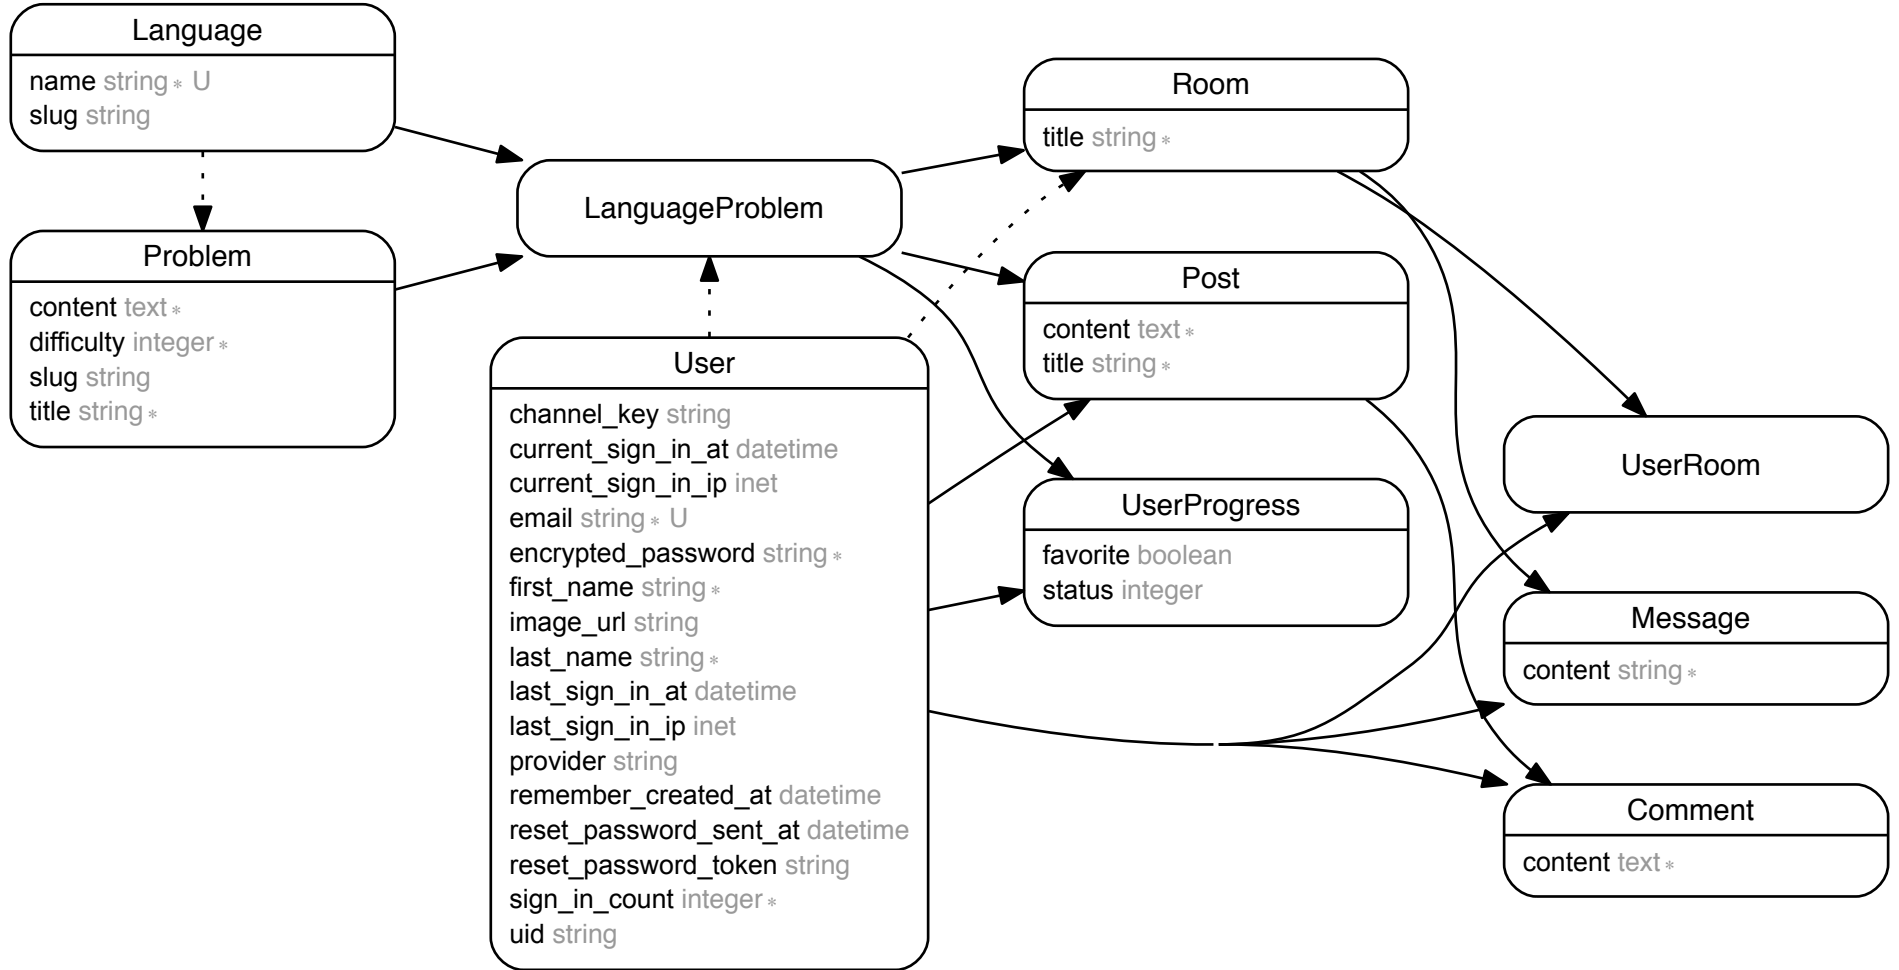 Language
name string∗ U
slug string
Problem
content text∗
difficulty integer∗
slug string
title string∗
LanguageProblem
User
channel_key string
current_sign_in_at datetime
current_sign_in_ip inet
email string∗ U
encrypted_password string∗
first_name string∗
image_url string
last_name string∗
last_sign_in_at datetime
last_sign_in_ip inet
provider string
remember_created_at datetime
reset_password_sent_at datetime
reset_password_token string
sign_in_count integer∗
uid string
Room
title string∗
Post
content text∗
title string∗
UserProgress
favorite boolean
status integer
UserRoom
Message
content string∗
Comment
content text∗